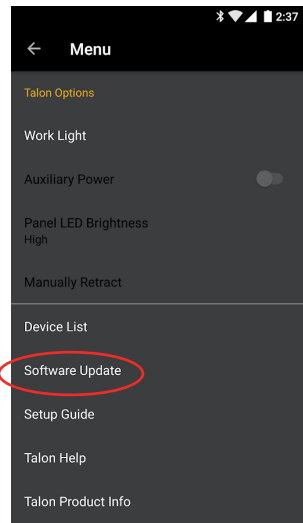 2:37
Menu
Talon Options
Work Light
Auxiliary Power
Panel LED Brightness
High
Manually Retract
Device List
Software Update
Setup Guide
Talon Help
Talon Product Info